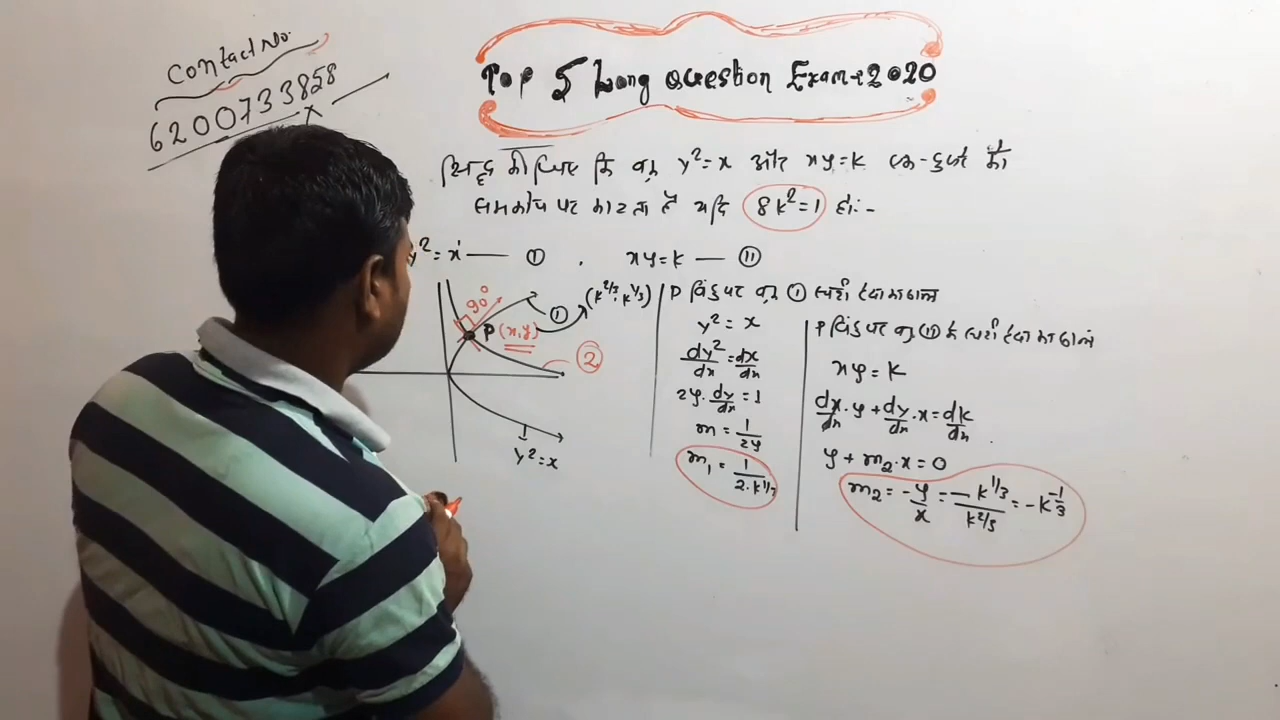 Contact No.
6200733858
Top 5 Long Question Exam-2020
सिद्ध कीजिए कि वक्र y² = x और xy = k एक-दुसरे को
समकोण पर काटता है यदि 8k² = 1 हो:-
y² = x — (I) , xy = k — (II)
90°
P (x, y)
(k^2/3, k^1/3)
(1)
(2)
y² = x
P बिंदु पर वक्र (I) स्पर्श रेखा का ढाल
y² = x
dy²/dx = dx/dx
2y · dy/dx = 1
m = 1/2y
m₁ = 1/2·k^1/3
P बिंदु पर वक्र (II) के स्पर्श रेखा का ढाल
xy = k
dx/dx · y + dy/dx · x = dk/dx
y + m₂ · x = 0
m₂ = -y/x = -k^1/3 / k^2/3 = -k^-1/3